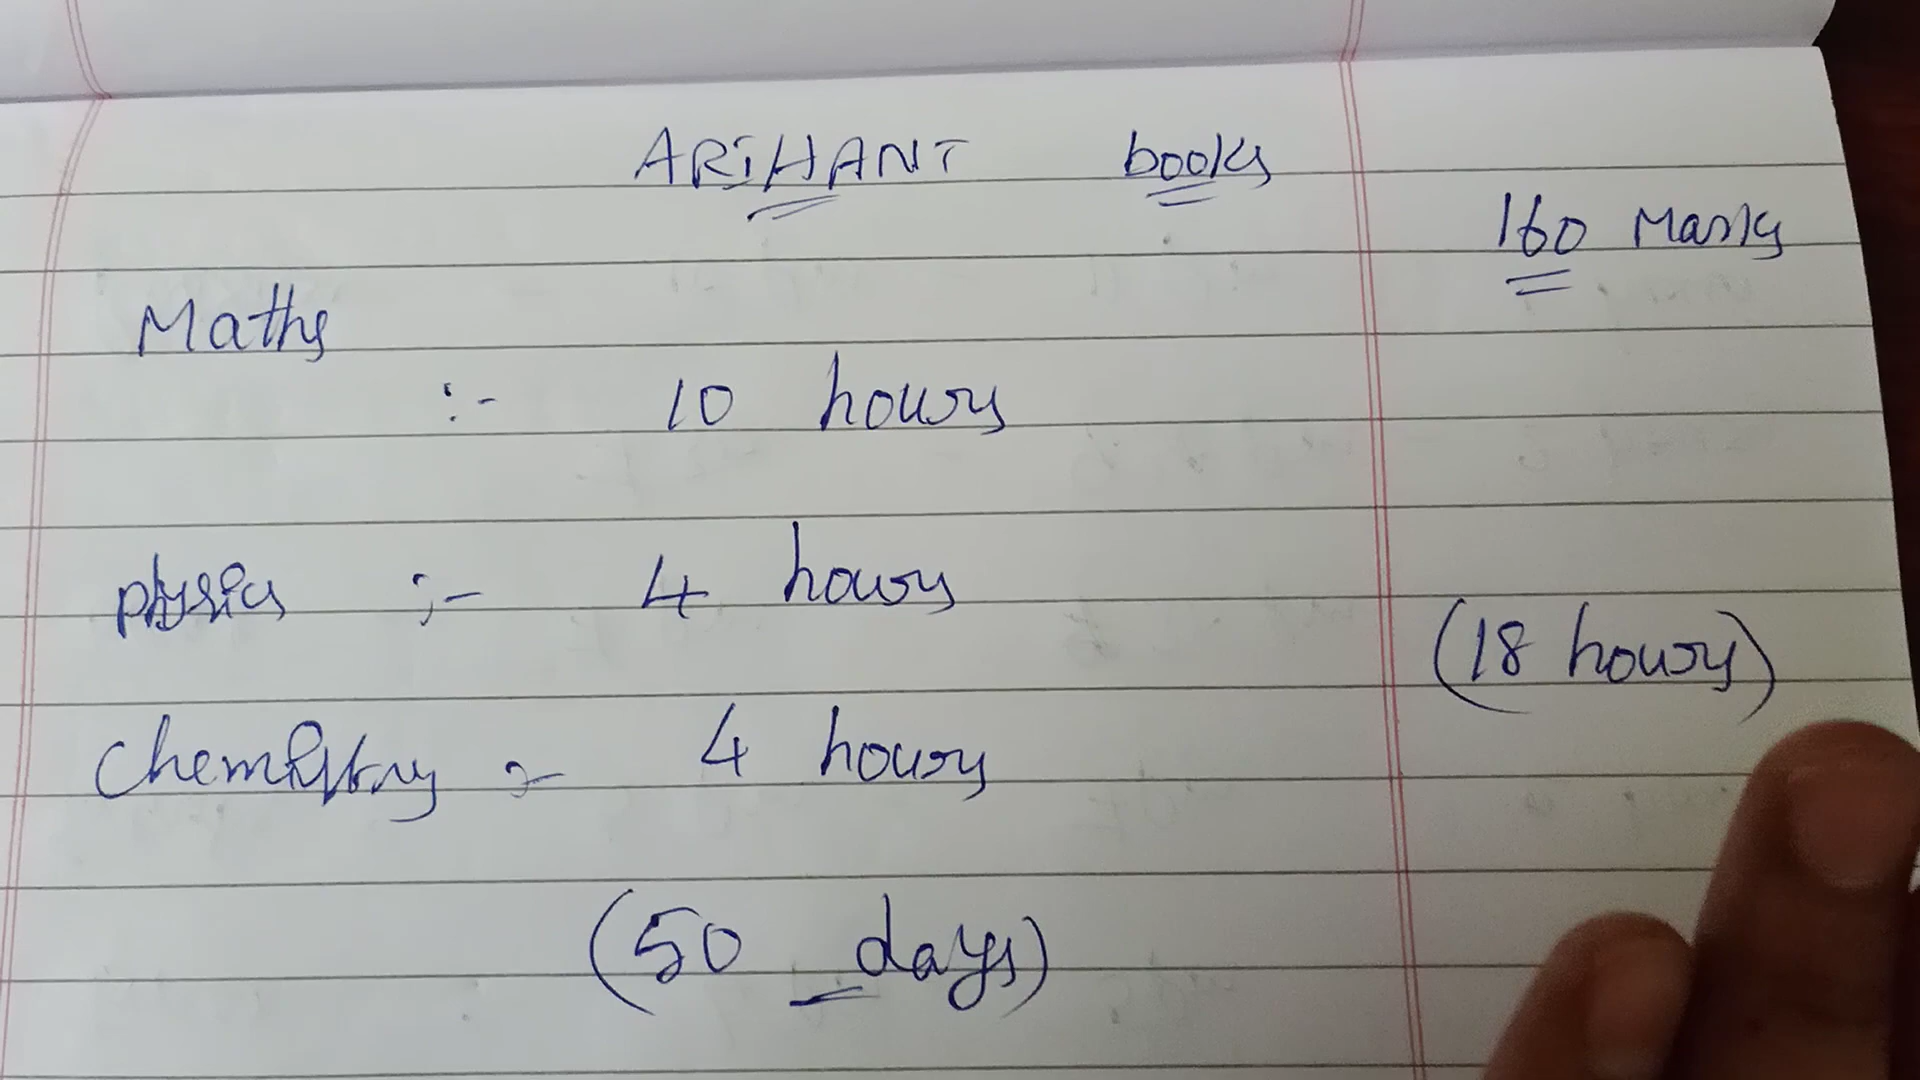 ARIHANT books
160 Marks
Maths
:- 10 hours
physics :- 4 hours
(18 hours)
chemistry :- 4 hours
(50 days)